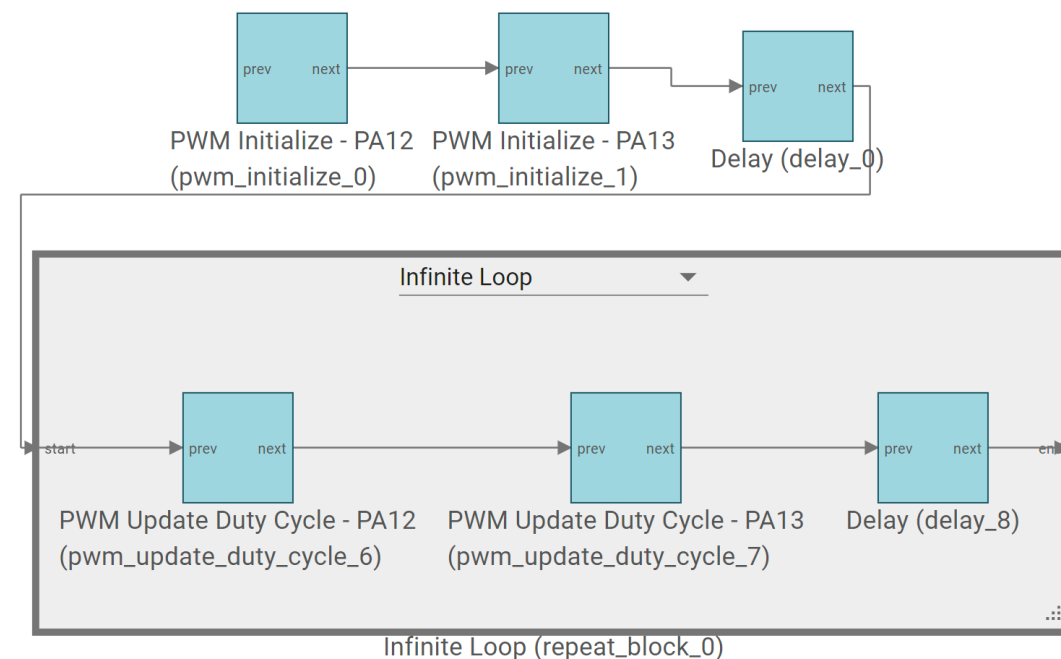 prev next
prev next
prev next
PWM Initialize - PA12
(pwm_initialize_0)
PWM Initialize - PA13
(pwm_initialize_1)
Delay (delay_0)
Infinite Loop
start
prev next
prev next
prev next
PWM Update Duty Cycle - PA12
(pwm_update_duty_cycle_6)
PWM Update Duty Cycle - PA13
(pwm_update_duty_cycle_7)
Delay (delay_8)
Infinite Loop (repeat_block_0)